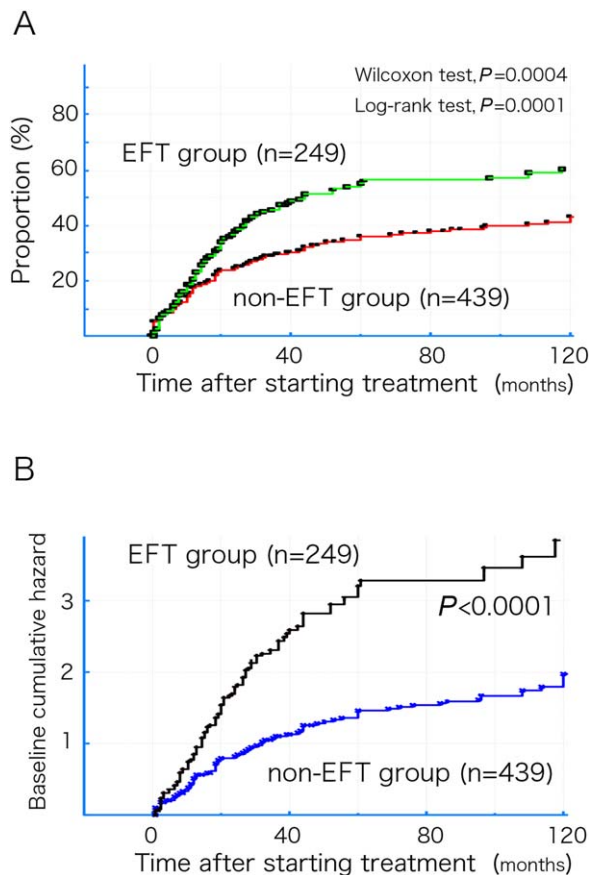 A
Wilcoxon test, P=0.0004
Log-rank test, P=0.0001
80
60
40
20
Proportion (%)
EFT group (n=249)
non-EFT group (n=439)
0 40 80 120
Time after starting treatment (months)
B
EFT group (n=249)
P<0.0001
3
2
1
Baseline cumulative hazard
non-EFT group (n=439)
0 40 80 120
Time after starting treatment (months)